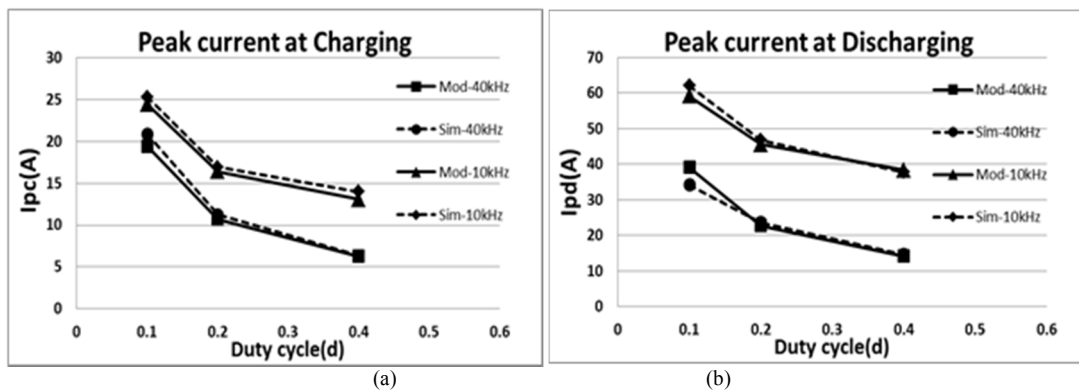 Peak current at Charging
30
25
20
15
10
5
0
Ipc(A)
0 0.1 0.2 0.3 0.4 0.5 0.6
Duty cycle(d)
Mod-40kHz
Sim-40kHz
Mod-10kHz
Sim-10kHz
(a)
Peak current at Discharging
70
60
50
40
30
20
10
0
Ipd(A)
0 0.1 0.2 0.3 0.4 0.5 0.6
Duty cycle(d)
Mod-40kHz
Sim-40kHz
Mod-10kHz
Sim-10kHz
(b)